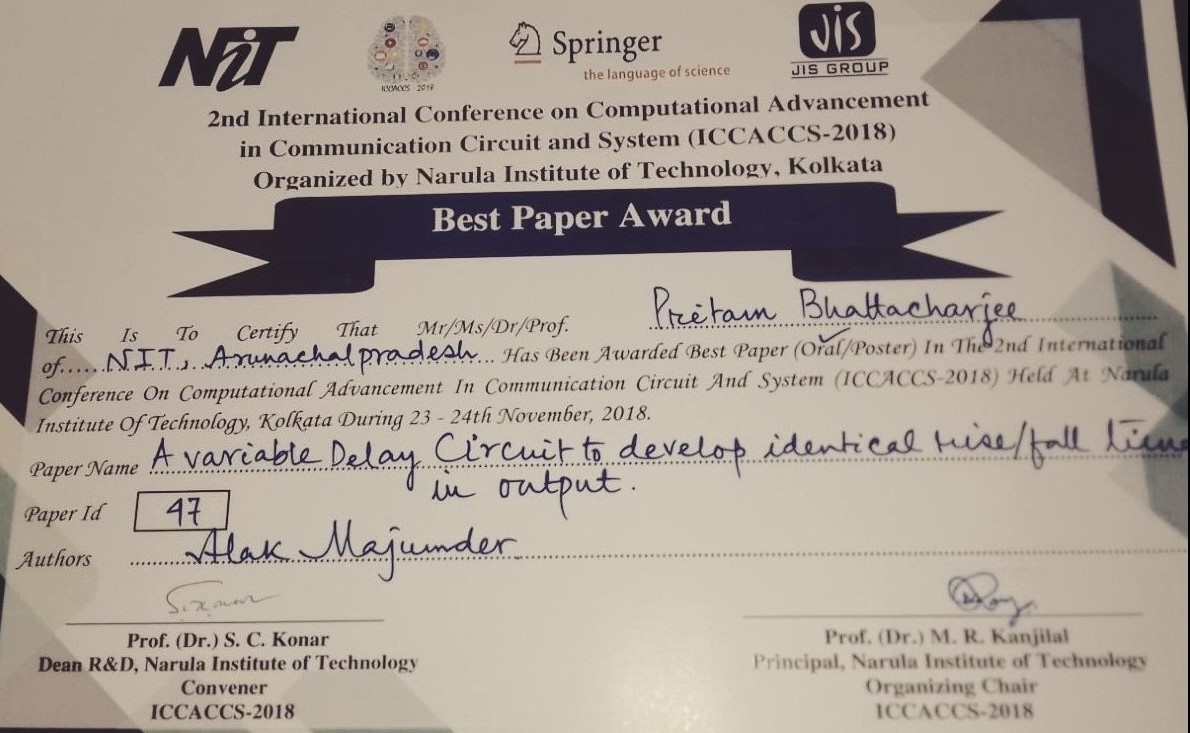 NiT
ICCACCS 2018
Springer
the language of science
JIS
JIS GROUP
2nd International Conference on Computational Advancement
in Communication Circuit and System (ICCACCS-2018)
Organized by Narula Institute of Technology, Kolkata
Best Paper Award
This Is To Certify That Mr/Ms/Dr/Prof. Pritam Bhattacharjee
of...... NIT, Arunachal pradesh... Has Been Awarded Best Paper (Oral/Poster) In The 2nd International
Conference On Computational Advancement In Communication Circuit And System (ICCACCS-2018) Held At Narula
Institute Of Technology, Kolkata During 23 - 24th November, 2018.
Paper Name A variable Delay Circuit to develop identical rise/fall time
in output.
Paper Id 47
Authors Alak Majumder
Prof. (Dr.) S. C. Konar
Dean R&D, Narula Institute of Technology
Convener
ICCACCS-2018
Prof. (Dr.) M. R. Kanjilal
Principal, Narula Institute of Technology
Organizing Chair
ICCACCS-2018